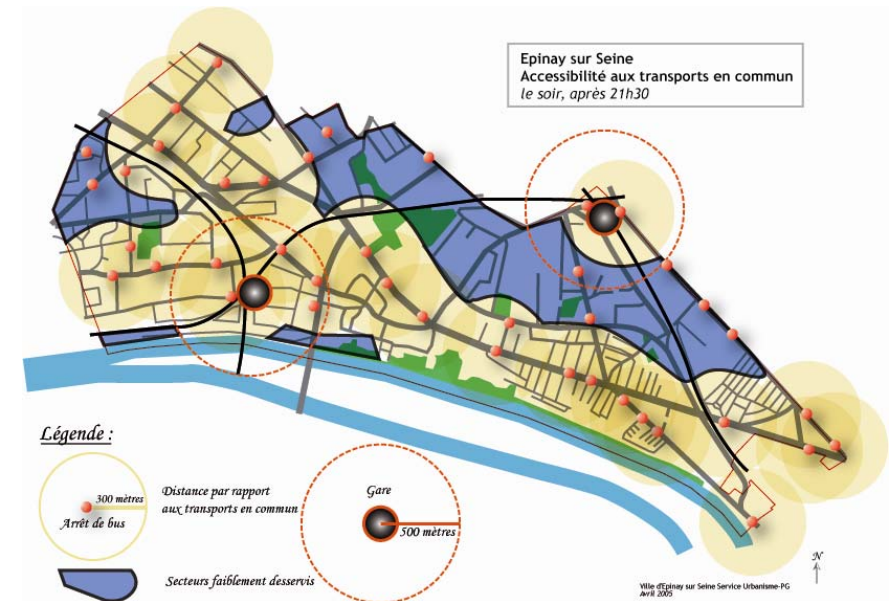 Epinay sur Seine
Accessibilité aux transports en commun
le soir, après 21h30
Légende :
300 mètres
Arrêt de bus
Distance par rapport
aux transports en commun
Gare
500 mètres
Secteurs faiblement desservis
N
Ville d'Epinay sur Seine Service Urbanisme-PG
Avril 2005